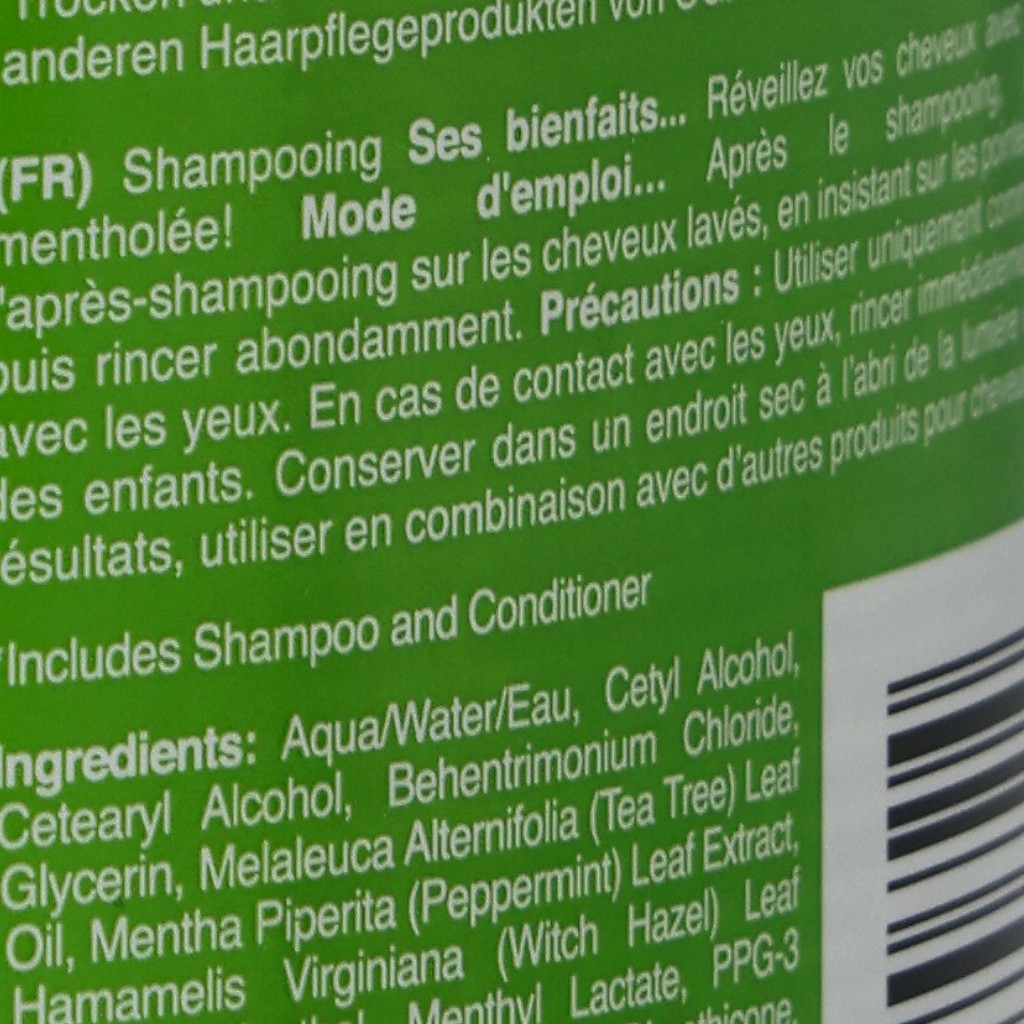 Trocken
anderen Haarpflegeprodukten von
(FR) Shampooing Ses bienfaits... Réveillez vos cheveux avec
mentholée! Mode d'emploi... Après le shampooing,
l'après-shampooing sur les cheveux lavés, en insistant sur les pointes
puis rincer abondamment. Précautions : Utiliser uniquement
avec les yeux. En cas de contact avec les yeux, rincer immédiatement
des enfants. Conserver dans un endroit sec à l'abri de la lumière
résultats, utiliser en combinaison avec d'autres produits pour
*Includes Shampoo and Conditioner
Ingredients: Aqua/Water/Eau, Cetyl Alcohol,
Cetearyl Alcohol, Behentrimonium Chloride,
Glycerin, Melaleuca Alternifolia (Tea Tree) Leaf
Oil, Mentha Piperita (Peppermint) Leaf Extract,
Hamamelis Virginiana (Witch Hazel) Leaf
Menthyl Lactate, PPG-3